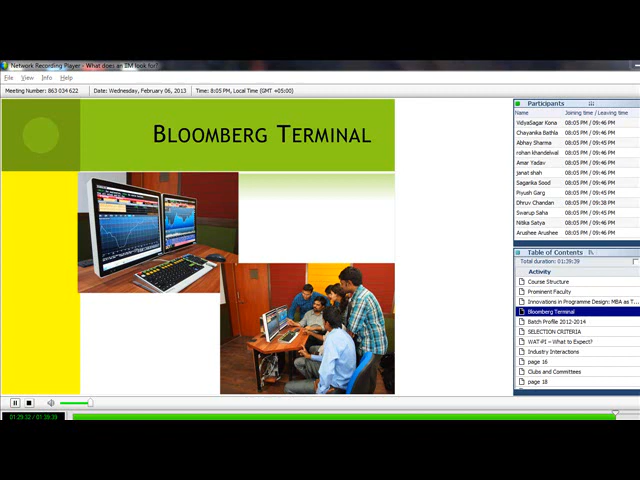 Network Recording Player - What does an IIM look for?
File View Info Help
Meeting Number: 863 034 622 Date: Wednesday, February 06, 2013 Time: 8:05 PM, Local Time (GMT +05:00)
BLOOMBERG TERMINAL
Participants
Name Joining time / Leaving time
VidyaSagar Kona 08:05 PM / 09:46 PM
Chayanika Bathla 08:05 PM / 09:46 PM
Abhay Sharma 08:05 PM / 09:45 PM
rohan khandelwal 08:05 PM / 09:46 PM
Amar Yadav 08:05 PM / 09:46 PM
janat shah 08:05 PM / 09:46 PM
Sagarika Sood 08:05 PM / 09:46 PM
Piyush Garg 08:05 PM / 09:46 PM
Dhruv Chandan 08:05 PM / 09:38 PM
Swarup Saha 08:05 PM / 09:45 PM
Nitika Satya 08:05 PM / 09:46 PM
Arushee Arushee 08:05 PM / 09:46 PM
Table of Contents
Total duration: 01:39:39
Activity
Course Structure
Prominent Faculty
Innovations in Programme Design: MBA as T...
Bloomberg Terminal
Batch Profile 2012-2014
SELECTION CRITERIA
WAT-PI – What to Expect?
Industry Interactions
page 16
Clubs and Committees
page 18
01:29:32 / 01:39:39